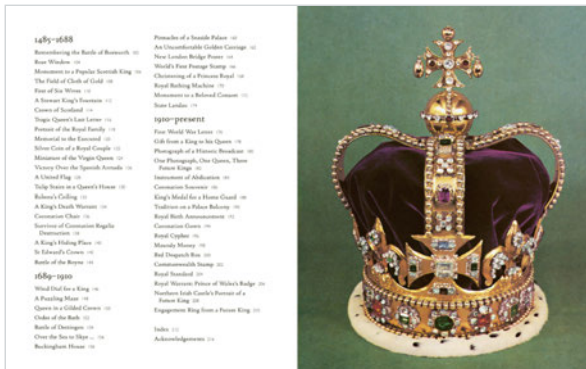 1485–1688
Remembering the Battle of Bosworth
Rose Window
Monument to a Popular Scottish King
The Field of Cloth of Gold
First of Six Wives
A Stewart King's Fountain
Crown of Scotland
Tragic Queen's Last Letter
Portrait of the Royal Family
Memorial to the Executed
Silver Coin of a Royal Couple
Miniature of the Virgin Queen
Victory Over the Spanish Armada
A United Flag
Tulip Stairs in a Queen's House
Rubens's Ceiling
A King's Death Warrant
Coronation Chair
Survivor of Coronation Regalia
Destruction
A King's Hiding Place
St Edward's Crown
Battle of the Boyne
1689–1910
Wind Dial for a King
A Puzzling Maze
Queen in a Gilded Crown
Order of the Bath
Battle of Dettingen
Over the Sea to Skye ...
Buckingham House
Pinnacles of a Seaside Palace
An Uncomfortable Golden Carriage
New London Bridge Poster
World's First Postage Stamp
Christening of a Princess Royal
Royal Bathing Machine
Monument to a Beloved Consort
State Landau
1910–present
First World War Letter
Gift from a King to his Queen
Photograph of a Historic Broadcast
One Photograph, One Queen, Three
Future Kings
Instrument of Abdication
Coronation Souvenir
King's Medal for a Home Guard
Tradition on a Palace Balcony
Royal Birth Announcement
Coronation Gown
Royal Cypher
Maundy Money
Red Despatch Box
Commonwealth Stamp
Royal Standard
Royal Warrant: Prince of Wales's Badge
Northern Irish Castle's Portrait of a
Future King
Engagement Ring from a Future King
Index
Acknowledgements